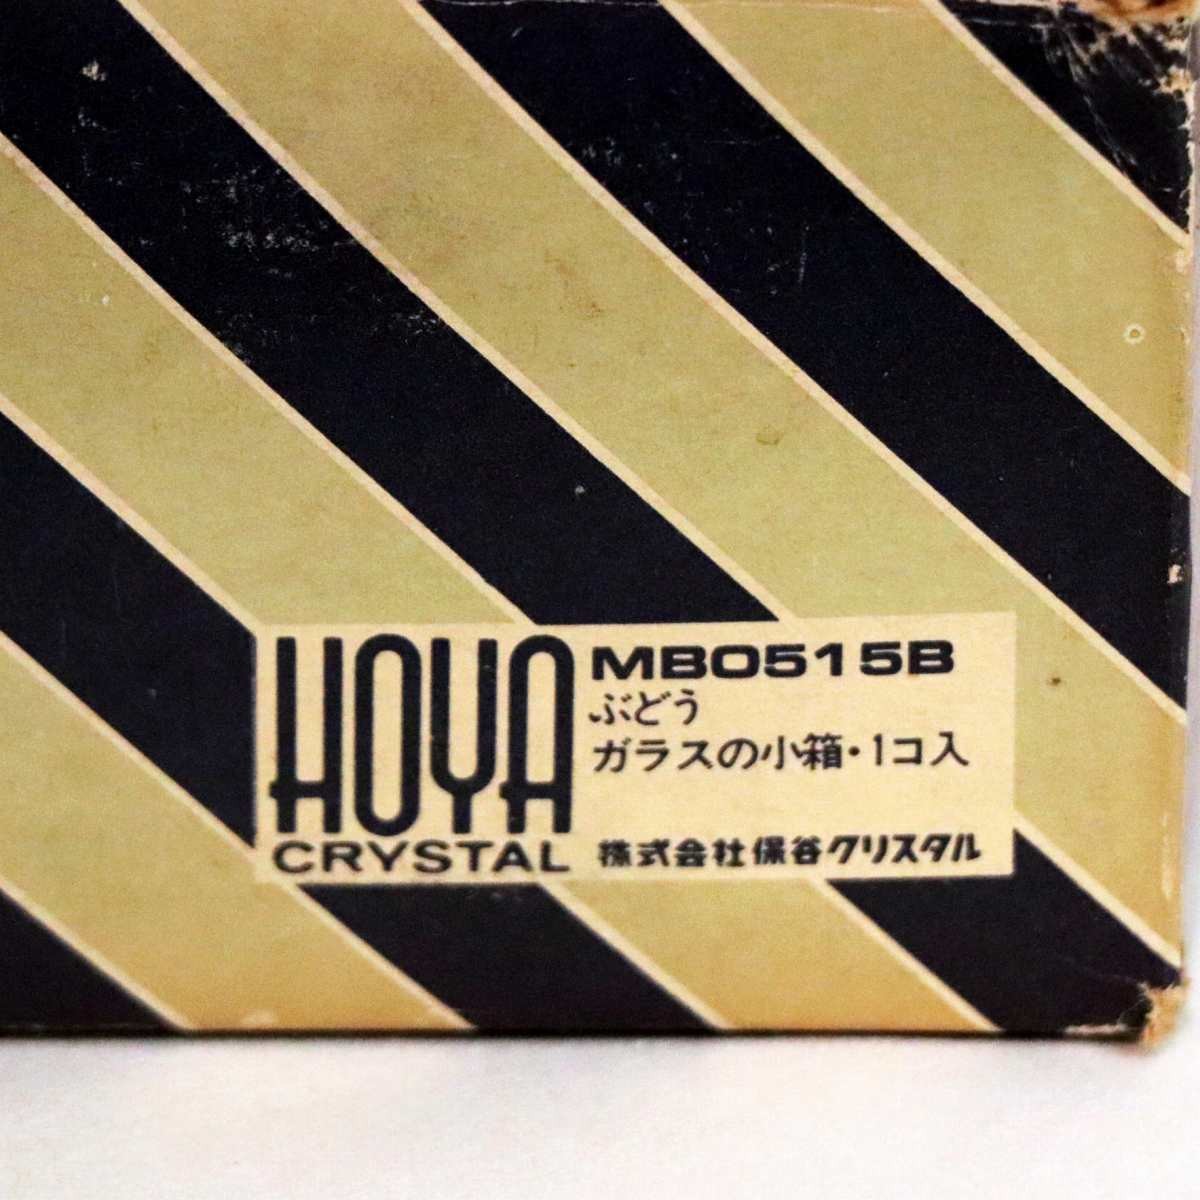 HOYA
CRYSTAL
MB0515B
ぶどう
ガラスの小箱・1コ入
株式会社保谷クリスタル